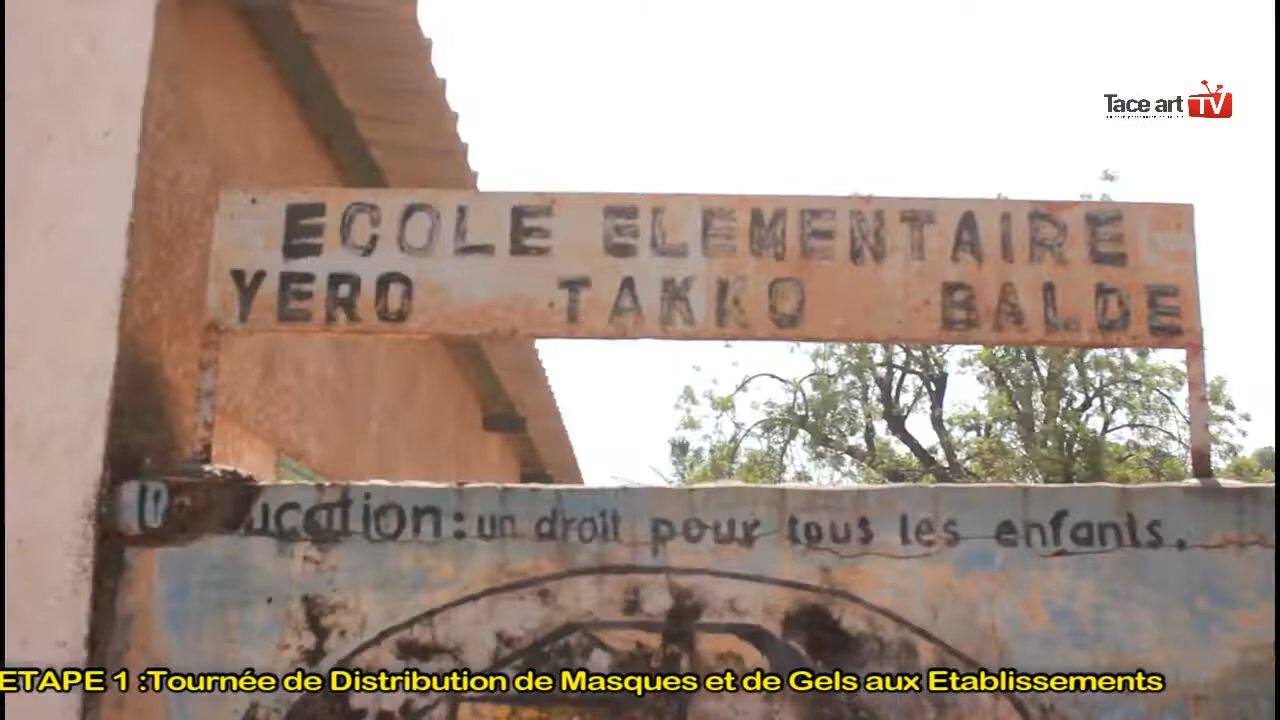 Tace art TV
ECOLE ELEMENTAIRE
YERO TAKKO BALDE
ucation: un droit pour tous les enfants.
ETAPE 1 :Tournée de Distribution de Masques et de Gels aux Etablissements